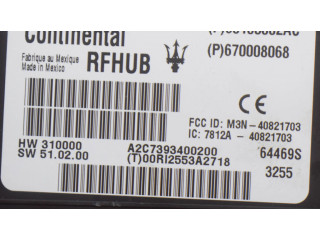 Continental
(P)670008068
Fabriqué au Mexique
Made in Mexico
RFHUB
CE
FCC ID: M3N-40821703
IC: 7812A - 40821703
HW 310000
SW 51.02.00
A2C7393400200
(T)00RI2553A2718
64469S
3255